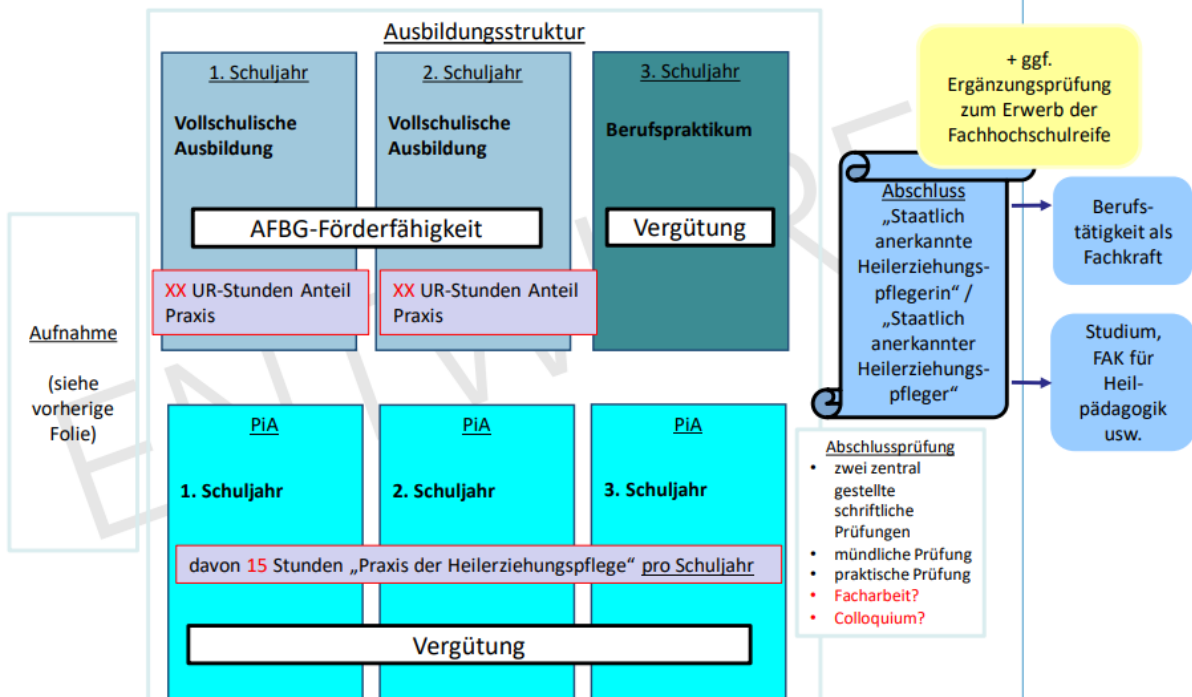 Ausbildungsstruktur
1. Schuljahr
Vollschulische
Ausbildung
2. Schuljahr
Vollschulische
Ausbildung
3. Schuljahr
Berufspraktikum
AFBG-Förderfähigkeit
Vergütung
XX UR-Stunden Anteil
Praxis
XX UR-Stunden Anteil
Praxis
Aufnahme
(siehe
vorherige
Folie)
PiA
1. Schuljahr
PiA
2. Schuljahr
PiA
3. Schuljahr
davon 15 Stunden „Praxis der Heilerziehungspflege“ pro Schuljahr
Vergütung
+ ggf.
Ergänzungsprüfung
zum Erwerb der
Fachhochschulreife
Abschluss
„Staatlich
anerkannte
Heilerziehungs-
pflegerin“ /
„Staatlich
anerkannter
Heilerziehungs-
pfleger“
Berufs-
tätigkeit als
Fachkraft
Studium,
FAK für
Heil-
pädagogik
usw.
Abschlussprüfung
• zwei zentral
gestellte
schriftliche
Prüfungen
• mündliche Prüfung
• praktische Prüfung
• Facharbeit?
• Colloquium?